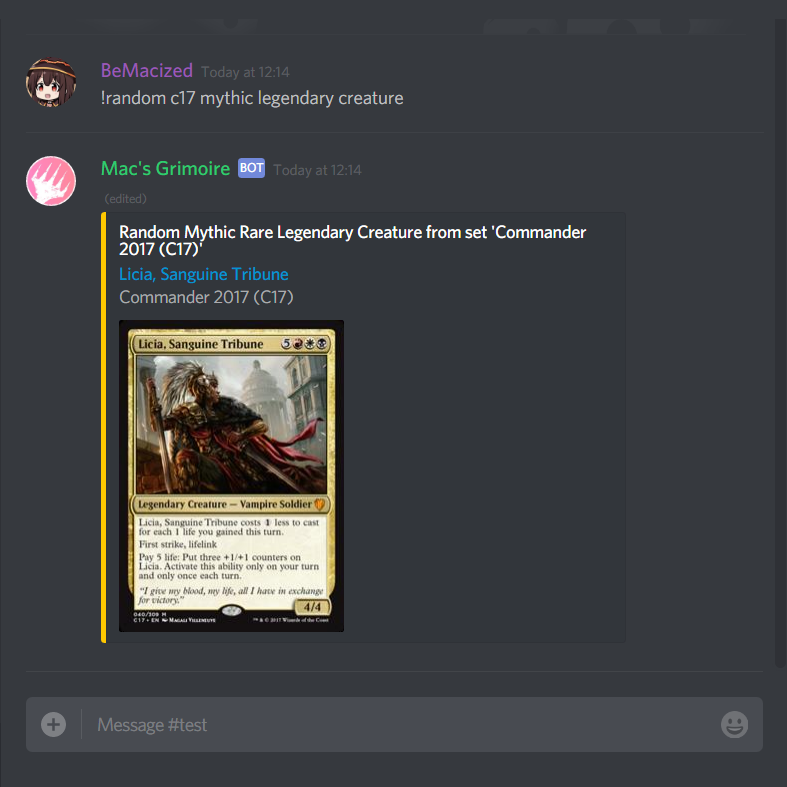 BeMacized Today at 12:14
!random c17 mythic legendary creature
Mac's Grimoire BOT Today at 12:14
(edited)
Random Mythic Rare Legendary Creature from set 'Commander
2017 (C17)'
Licia, Sanguine Tribune
Commander 2017 (C17)
Licia, Sanguine Tribune 5
Legendary Creature — Vampire Soldier
Licia, Sanguine Tribune costs 1 less to cast
for each 1 life you gained this turn.
First strike, lifelink
Pay 5 life: Put three +1/+1 counters on
Licia. Activate this ability only on your turn
and only once each turn.
"I give my blood, my life, all I have in exchange
for victory."
4/4
040/309 M
C17 • EN Magali Villeneuve ™ & © 2017 Wizards of the Coast
Message #test